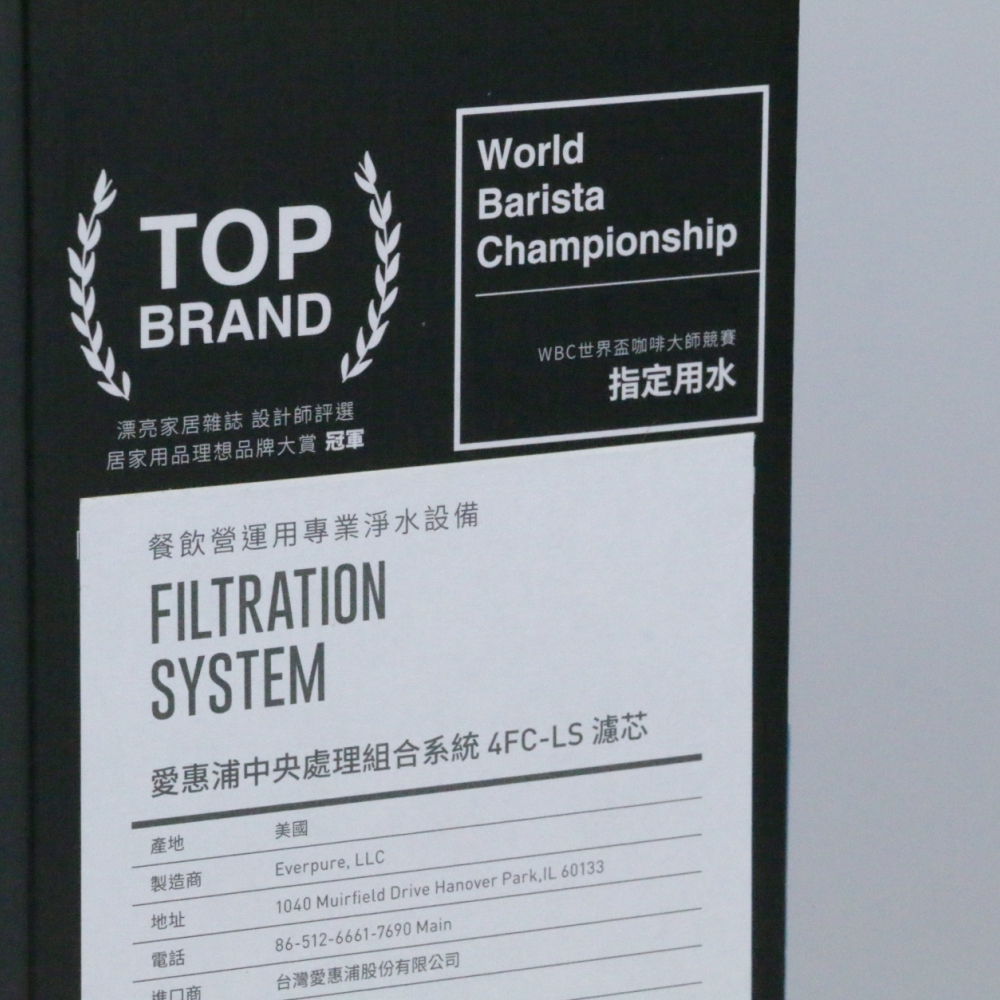 TOP
BRAND
漂亮家居雜誌 設計師評選
居家用品理想品牌大賞 冠軍
World
Barista
Championship
WBC世界盃咖啡大師競賽
指定用水
餐飲營運用專業淨水設備
FILTRATION
SYSTEM
愛惠浦中央處理組合系統 4FC-LS 濾芯
產地 美國
製造商 Everpure, LLC
地址 1040 Muirfield Drive Hanover Park,IL 60133
電話 86-512-6661-7690 Main
進口商 台灣愛惠浦股份有限公司